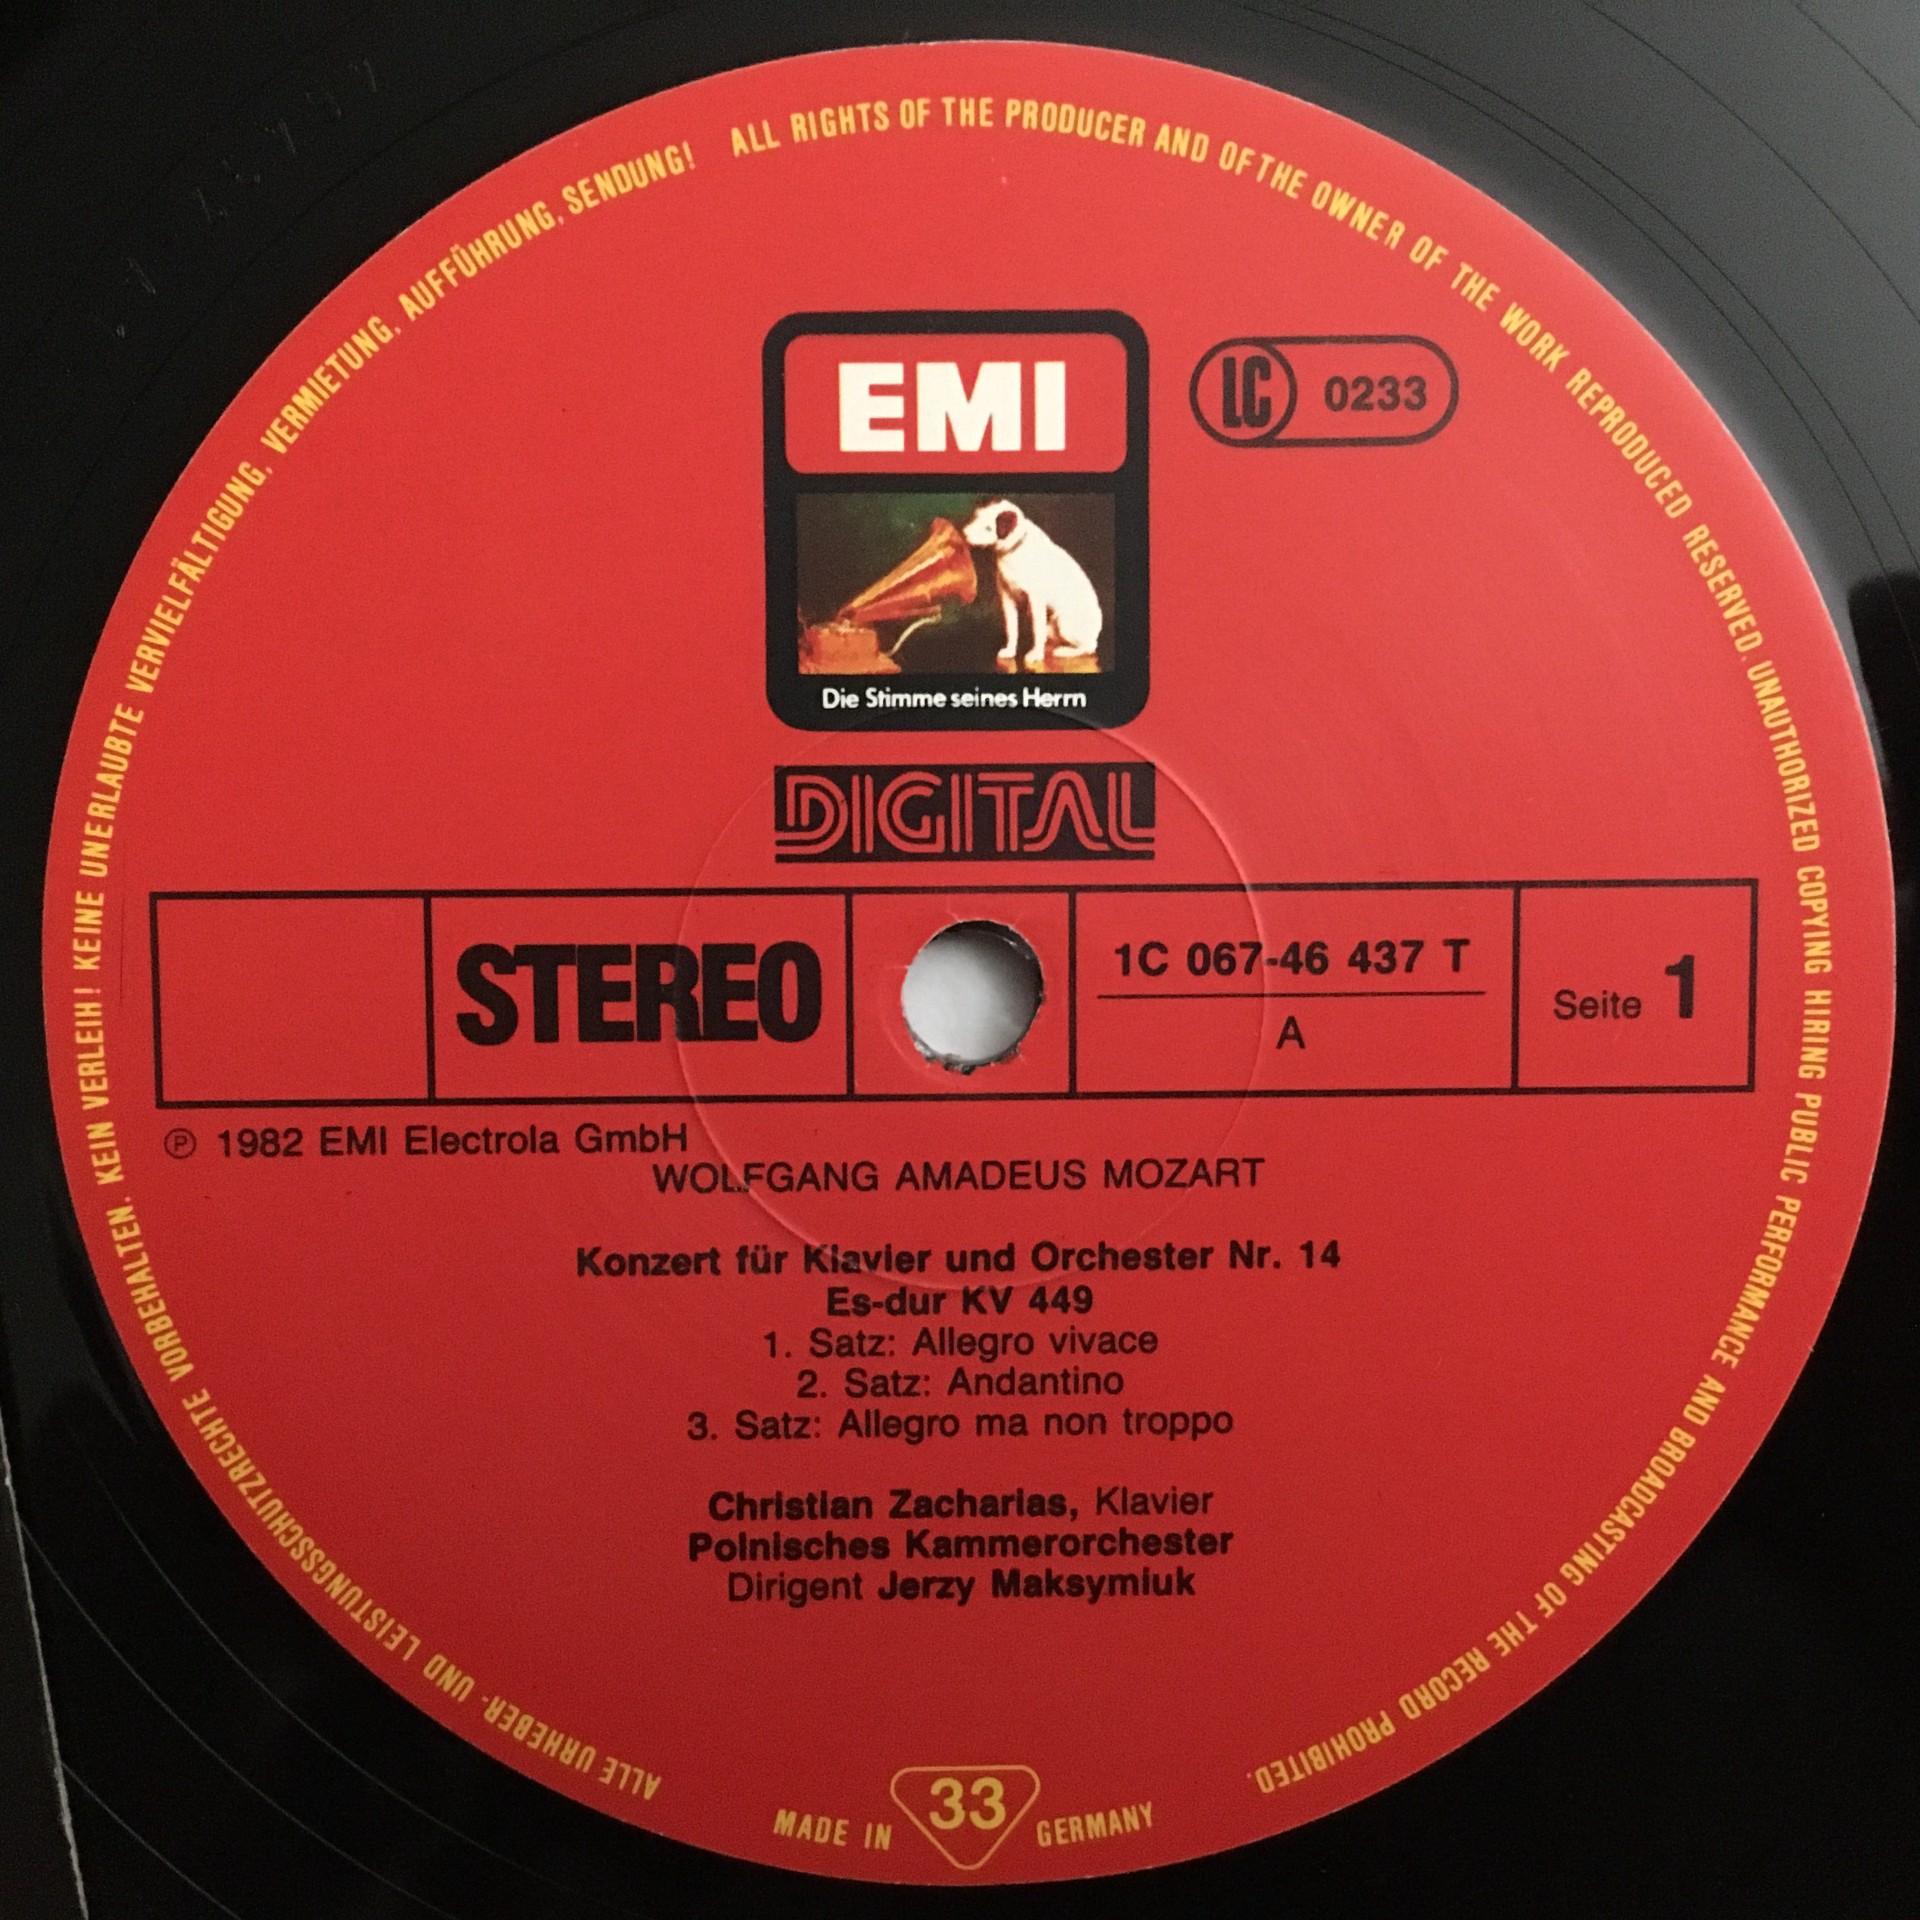 ALLE URHEBER- UND LEISTUNGSSCHUTZRECHTE VORBEHALTEN. KEIN VERLEIH! KEINE UNERLAUBTE VERVIELFÄLTIGUNG, VERMIETUNG, AUFFÜHRUNG, SENDUNG!
ALL RIGHTS OF THE PRODUCER AND OF THE OWNER OF THE WORK REPRODUCED RESERVED. UNAUTHORIZED COPYING HIRING PUBLIC PERFORMANCE AND BROADCASTING OF THE RECORD PROHIBITED.
EMI
LC 0233
Die Stimme seines Herrn
DIGITAL
STEREO
1C 067-46 437 T
A
Seite 1
℗ 1982 EMI Electrola GmbH
WOLFGANG AMADEUS MOZART
Konzert für Klavier und Orchester Nr. 14
Es-dur KV 449
1. Satz: Allegro vivace
2. Satz: Andantino
3. Satz: Allegro ma non troppo
Christian Zacharias, Klavier
Polnisches Kammerorchester
Dirigent Jerzy Maksymiuk
MADE IN 33 GERMANY